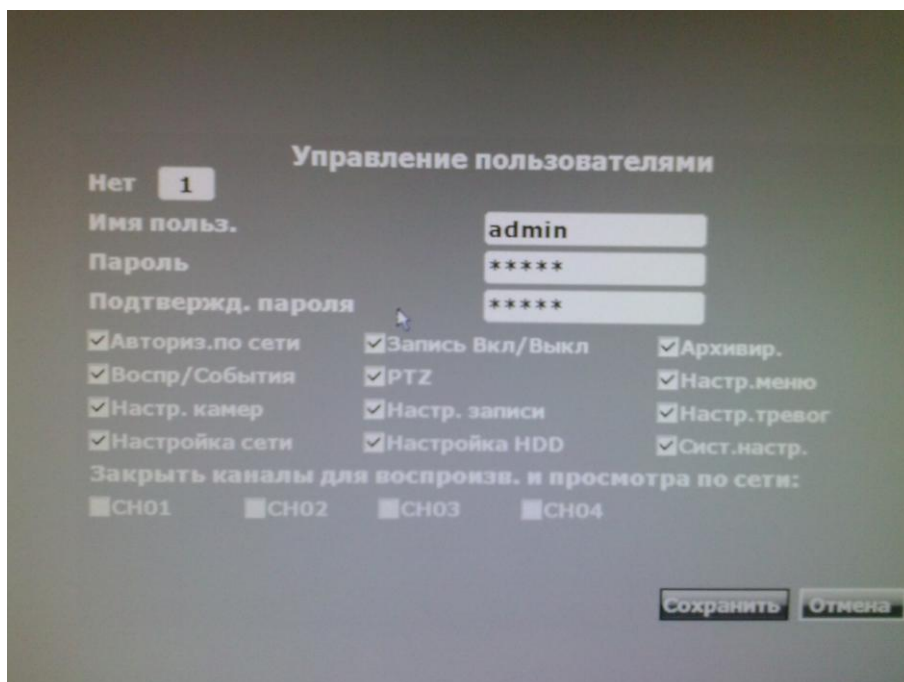 Управление пользователями
Нет 1
Имя польз. admin
Пароль *****
Подтвержд. пароля *****
Авториз.по сети Запись Вкл/Выкл Архивир.
Воспр/События PTZ Настр.меню
Настр. камер Настр. записи Настр.тревог
Настройка сети Настройка HDD Сист.настр.
Закрыть каналы для воспроизв. и просмотра по сети:
CH01 CH02 CH03 CH04
Сохранить Отмена